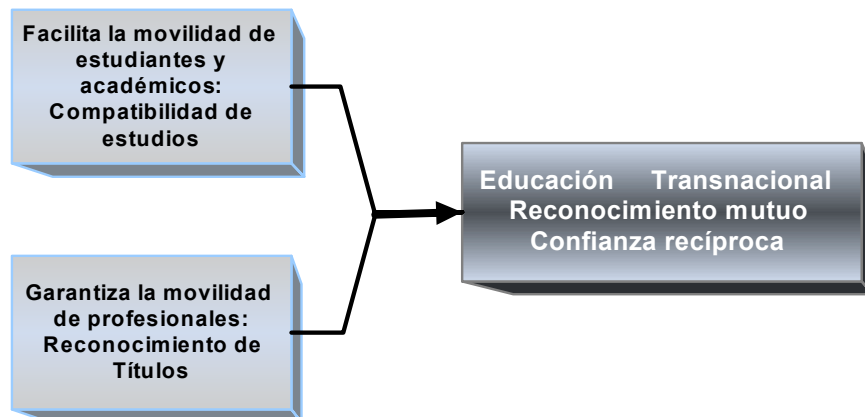 Facilita la movilidad de
estudiantes y
académicos:
Compatibilidad de
estudios
Educación Transnacional
Reconocimiento mutuo
Confianza recíproca
Garantiza la movilidad
de profesionales:
Reconocimiento de
Títulos